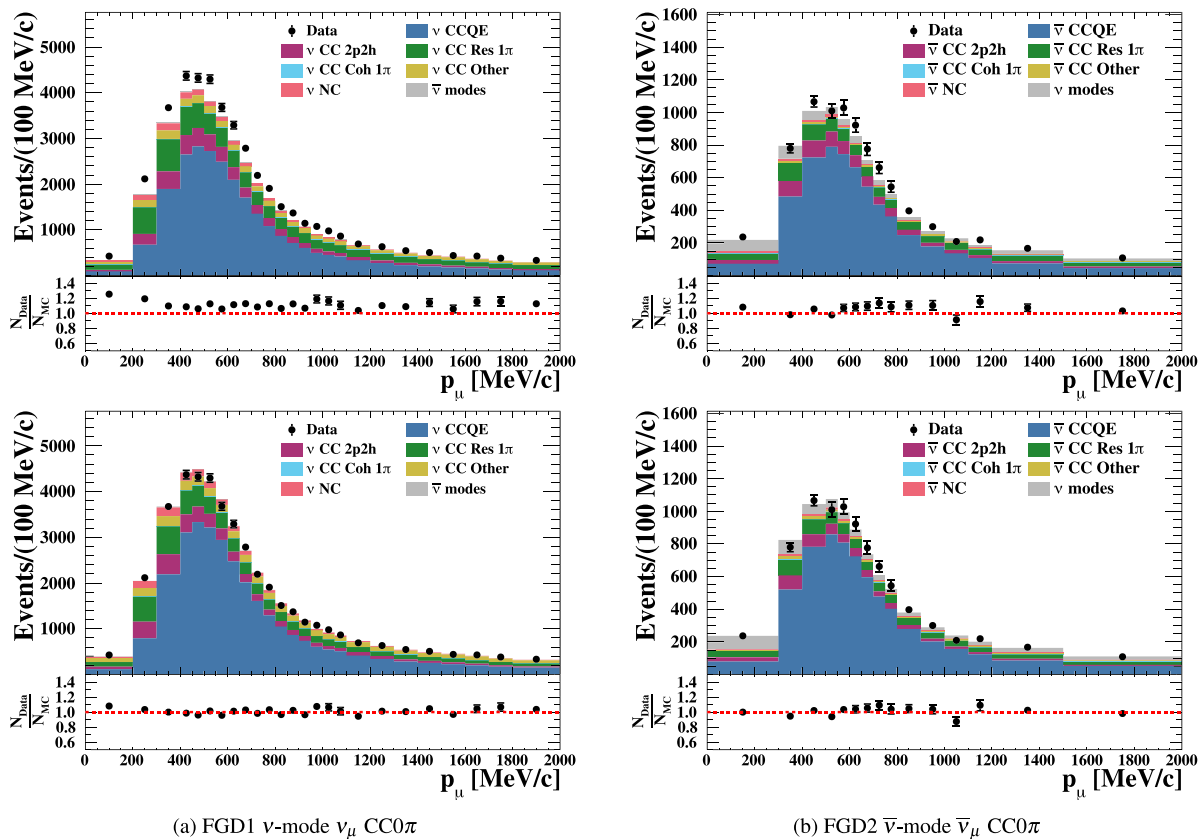 Events/(100 MeV/c)
5000
4000
3000
2000
1000
Data
ν CC 2p2h
ν CC Coh 1π
ν NC
ν CCQE
ν CC Res 1π
ν CC Other
ν̅ modes
N_Data
N_MC
1.4
1.2
1.0
0.8
0.6
0 200 400 600 800 1000 1200 1400 1600 1800 2000
p_μ [MeV/c]
Events/(100 MeV/c)
1600
1400
1200
1000
800
600
400
200
Data
ν̅ CC 2p2h
ν̅ CC Coh 1π
ν̅ NC
ν̅ CCQE
ν̅ CC Res 1π
ν̅ CC Other
ν modes
N_Data
N_MC
1.4
1.2
1.0
0.8
0.6
0 200 400 600 800 1000 1200 1400 1600 1800 2000
p_μ [MeV/c]
Events/(100 MeV/c)
5000
4000
3000
2000
1000
Data
ν CC 2p2h
ν CC Coh 1π
ν NC
ν CCQE
ν CC Res 1π
ν CC Other
ν̅ modes
N_Data
N_MC
1.4
1.2
1.0
0.8
0.6
0 200 400 600 800 1000 1200 1400 1600 1800 2000
p_μ [MeV/c]
Events/(100 MeV/c)
1600
1400
1200
1000
800
600
400
200
Data
ν̅ CC 2p2h
ν̅ CC Coh 1π
ν̅ NC
ν̅ CCQE
ν̅ CC Res 1π
ν̅ CC Other
ν modes
N_Data
N_MC
1.4
1.2
1.0
0.8
0.6
0 200 400 600 800 1000 1200 1400 1600 1800 2000
p_μ [MeV/c]
(a) FGD1 ν-mode ν_μ CC0π
(b) FGD2 ν̅-mode ν̅_μ CC0π